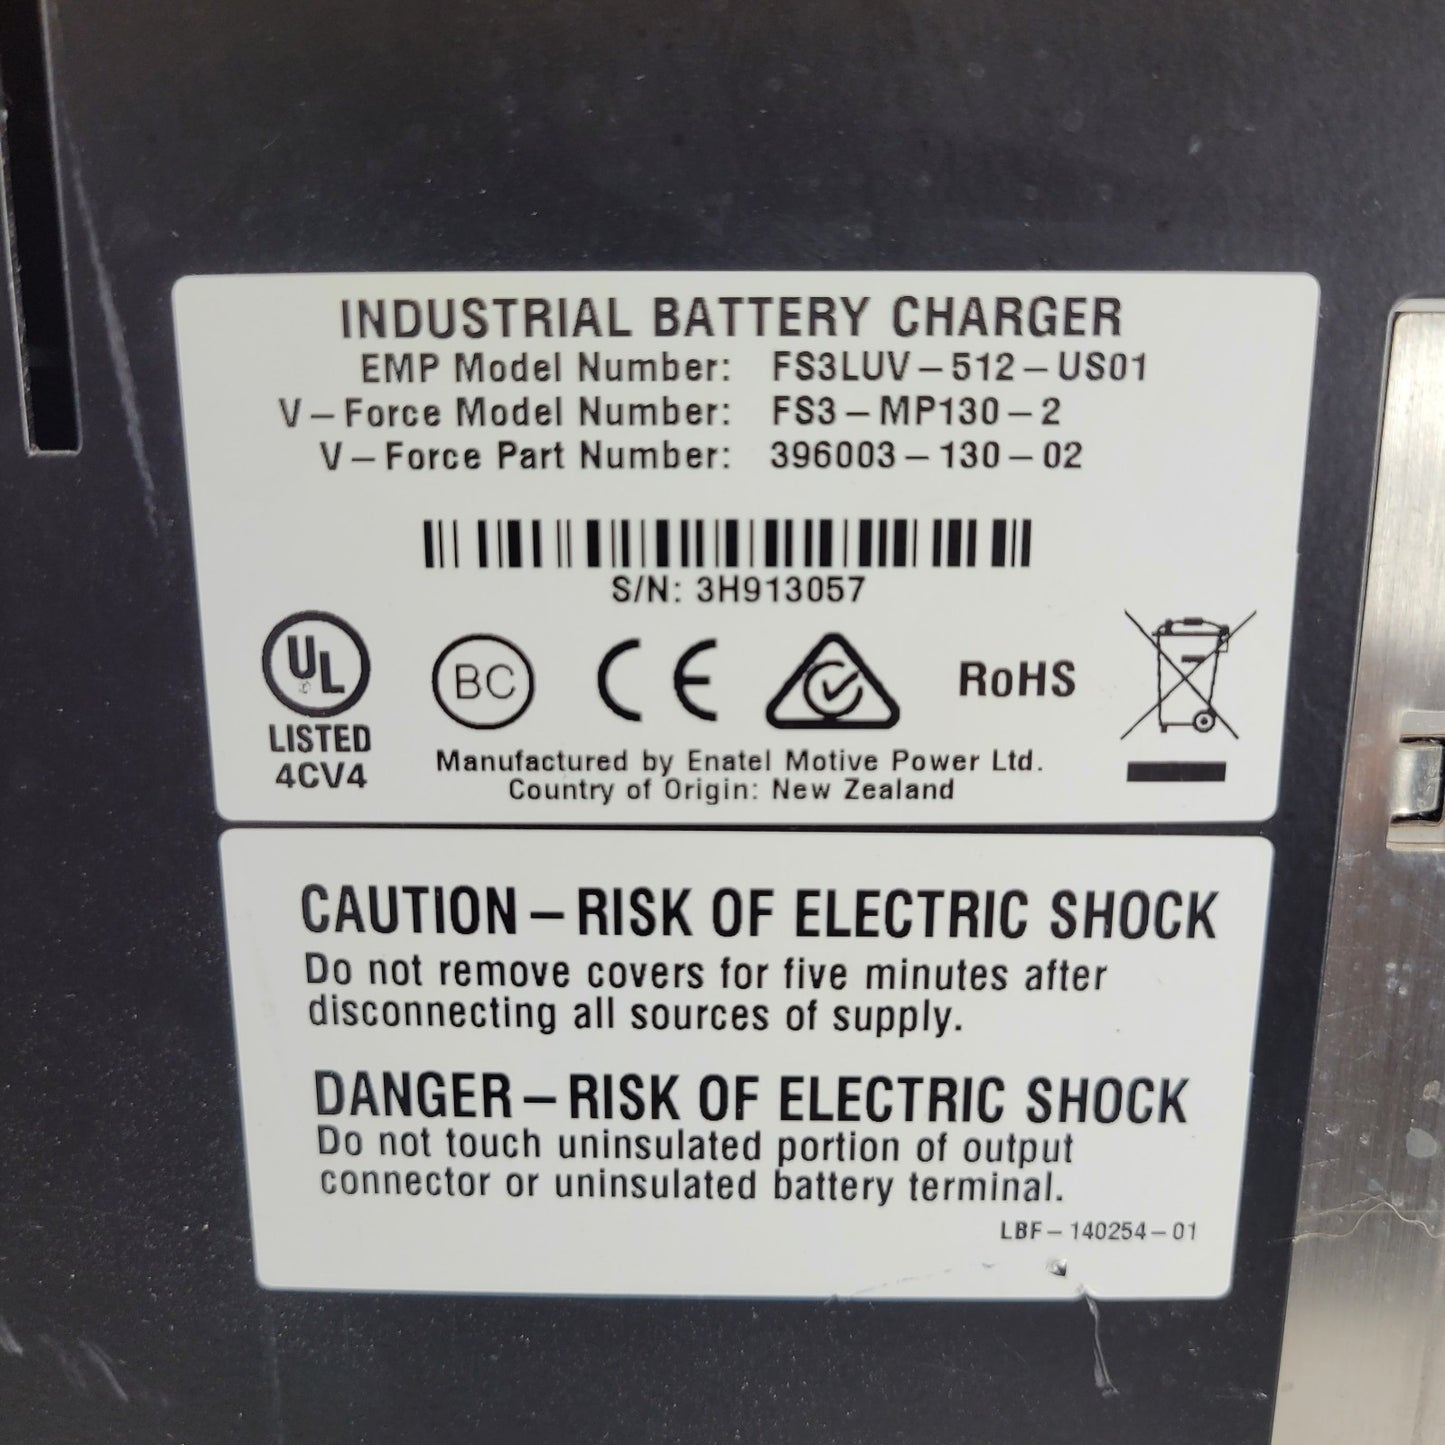 INDUSTRIAL BATTERY CHARGER
EMP Model Number: FS3LUV-512-US01
V-Force Model Number: FS3-MP130-2
V-Force Part Number: 396003-130-02
S/N: 3H913057
UL
LISTED
4CV4
BC
CE
RoHS
Manufactured by Enatel Motive Power Ltd.
Country of Origin: New Zealand
CAUTION-RISK OF ELECTRIC SHOCK
Do not remove covers for five minutes after
disconnecting all sources of supply.
DANGER-RISK OF ELECTRIC SHOCK
Do not touch uninsulated portion of output
connector or uninsulated battery terminal.
LBF-140254-01